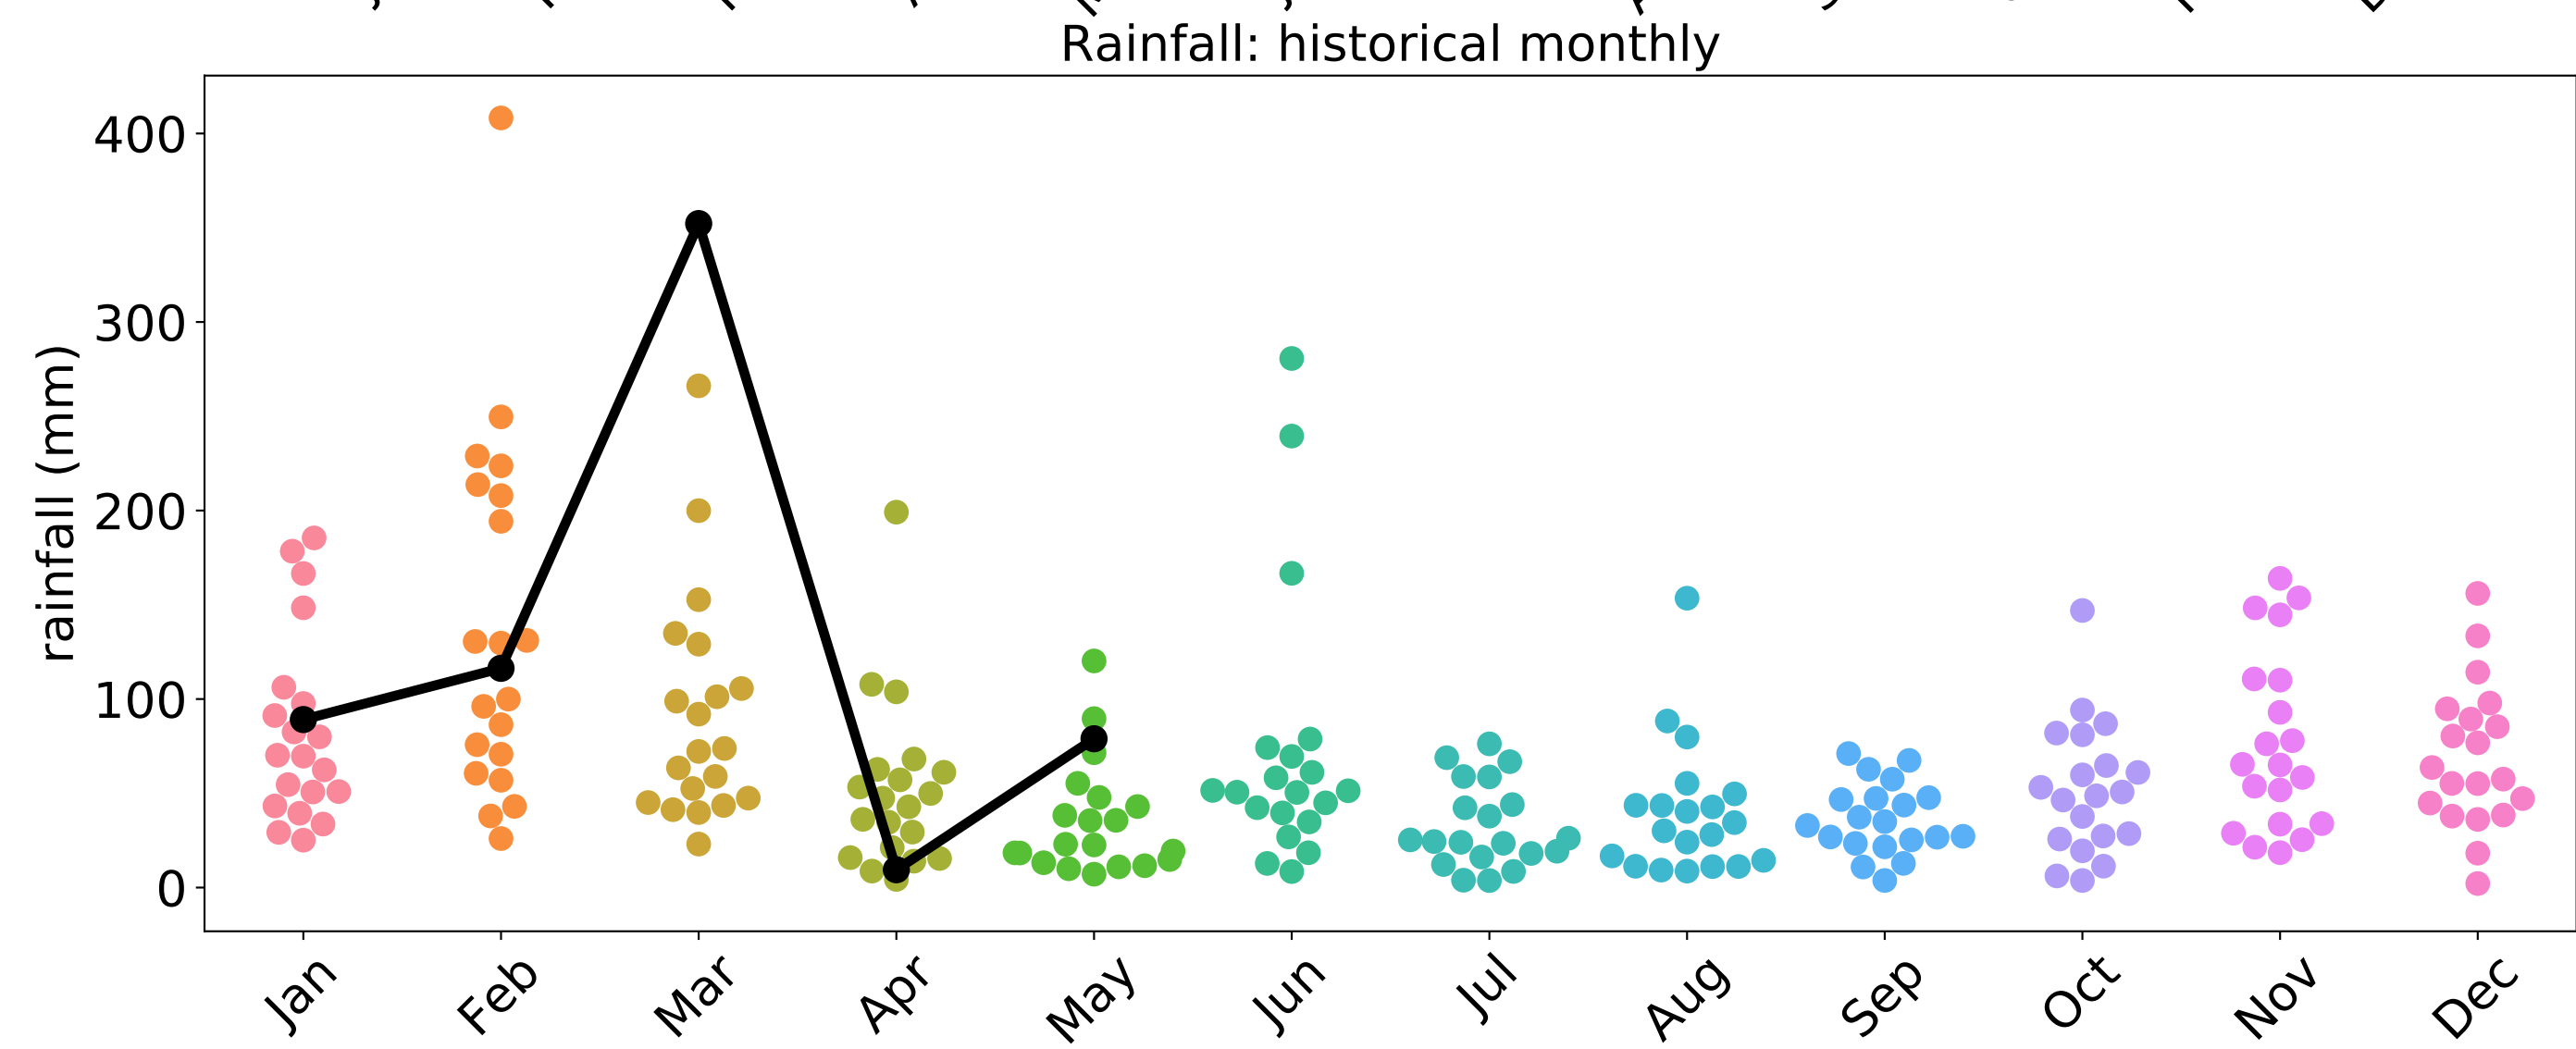 Rainfall: historical monthly
rainfall (mm)
400
300
200
100
0
Jan
Feb
Mar
Apr
May
Jun
Jul
Aug
Sep
Oct
Nov
Dec